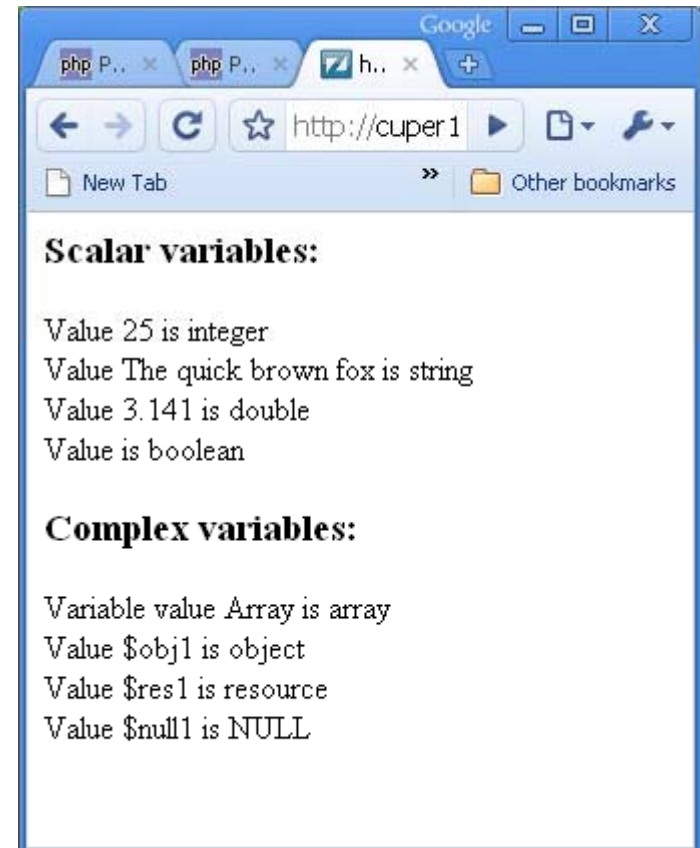 Google
php P.. php P.. h..
http://cuper1
New Tab » Other bookmarks
Scalar variables:
Value 25 is integer
Value The quick brown fox is string
Value 3.141 is double
Value is boolean
Complex variables:
Variable value Array is array
Value $obj1 is object
Value $res1 is resource
Value $null1 is NULL